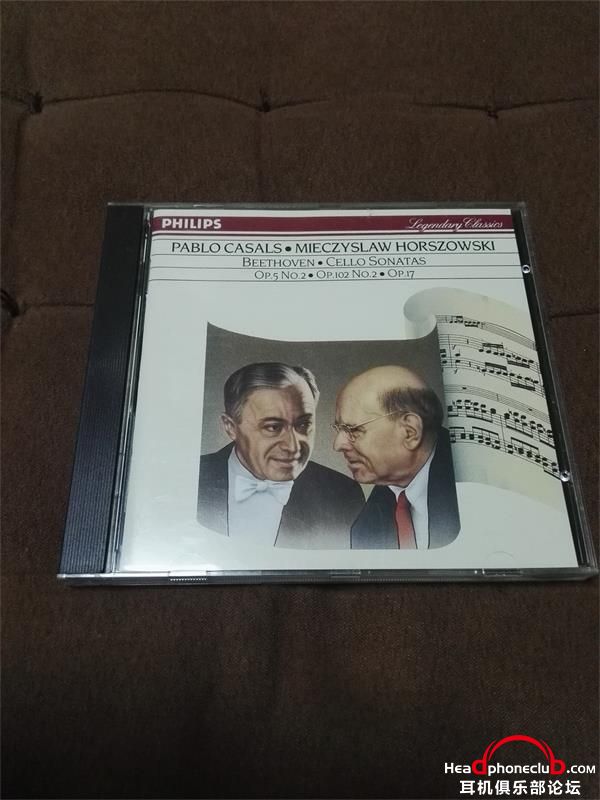 PHILIPS
Legendary Classics
PABLO CASALS • MIECZYSLAW HORSZOWSKI
BEETHOVEN • CELLO SONATAS
OP.5 NO.2 • OP.102 NO.2 • OP.17
Headphoneclub.com
耳机俱乐部论坛